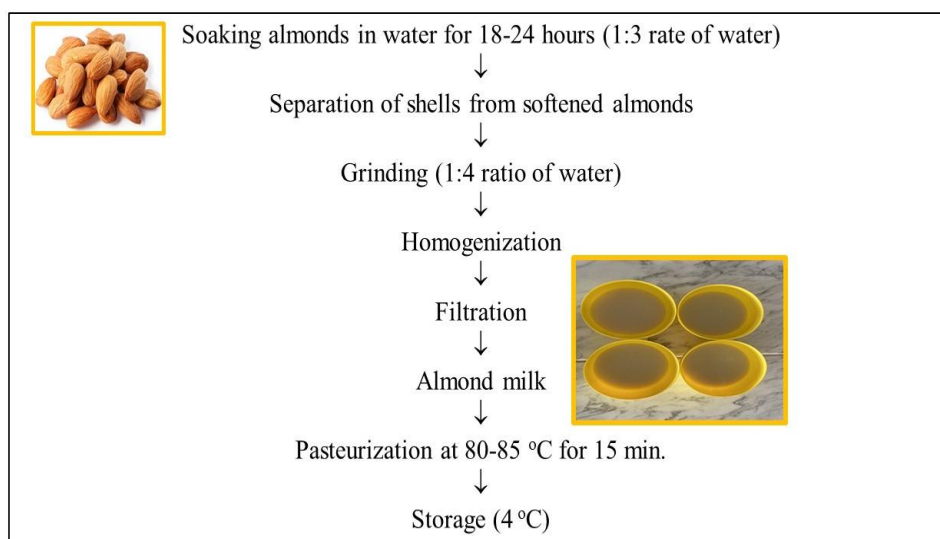 Soaking almonds in water for 18-24 hours (1:3 rate of water)
↓
Separation of shells from softened almonds
↓
Grinding (1:4 ratio of water)
↓
Homogenization
↓
Filtration
↓
Almond milk
↓
Pasteurization at 80-85 ºC for 15 min.
↓
Storage (4 ºC)